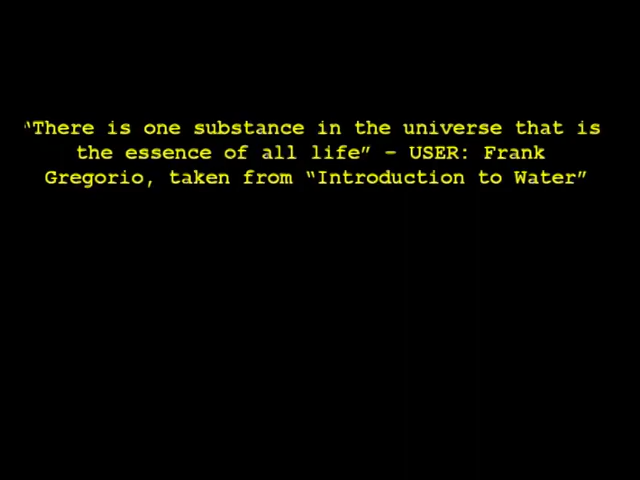 “There is one substance in the universe that is
the essence of all life” – USER: Frank
Gregorio, taken from “Introduction to Water”